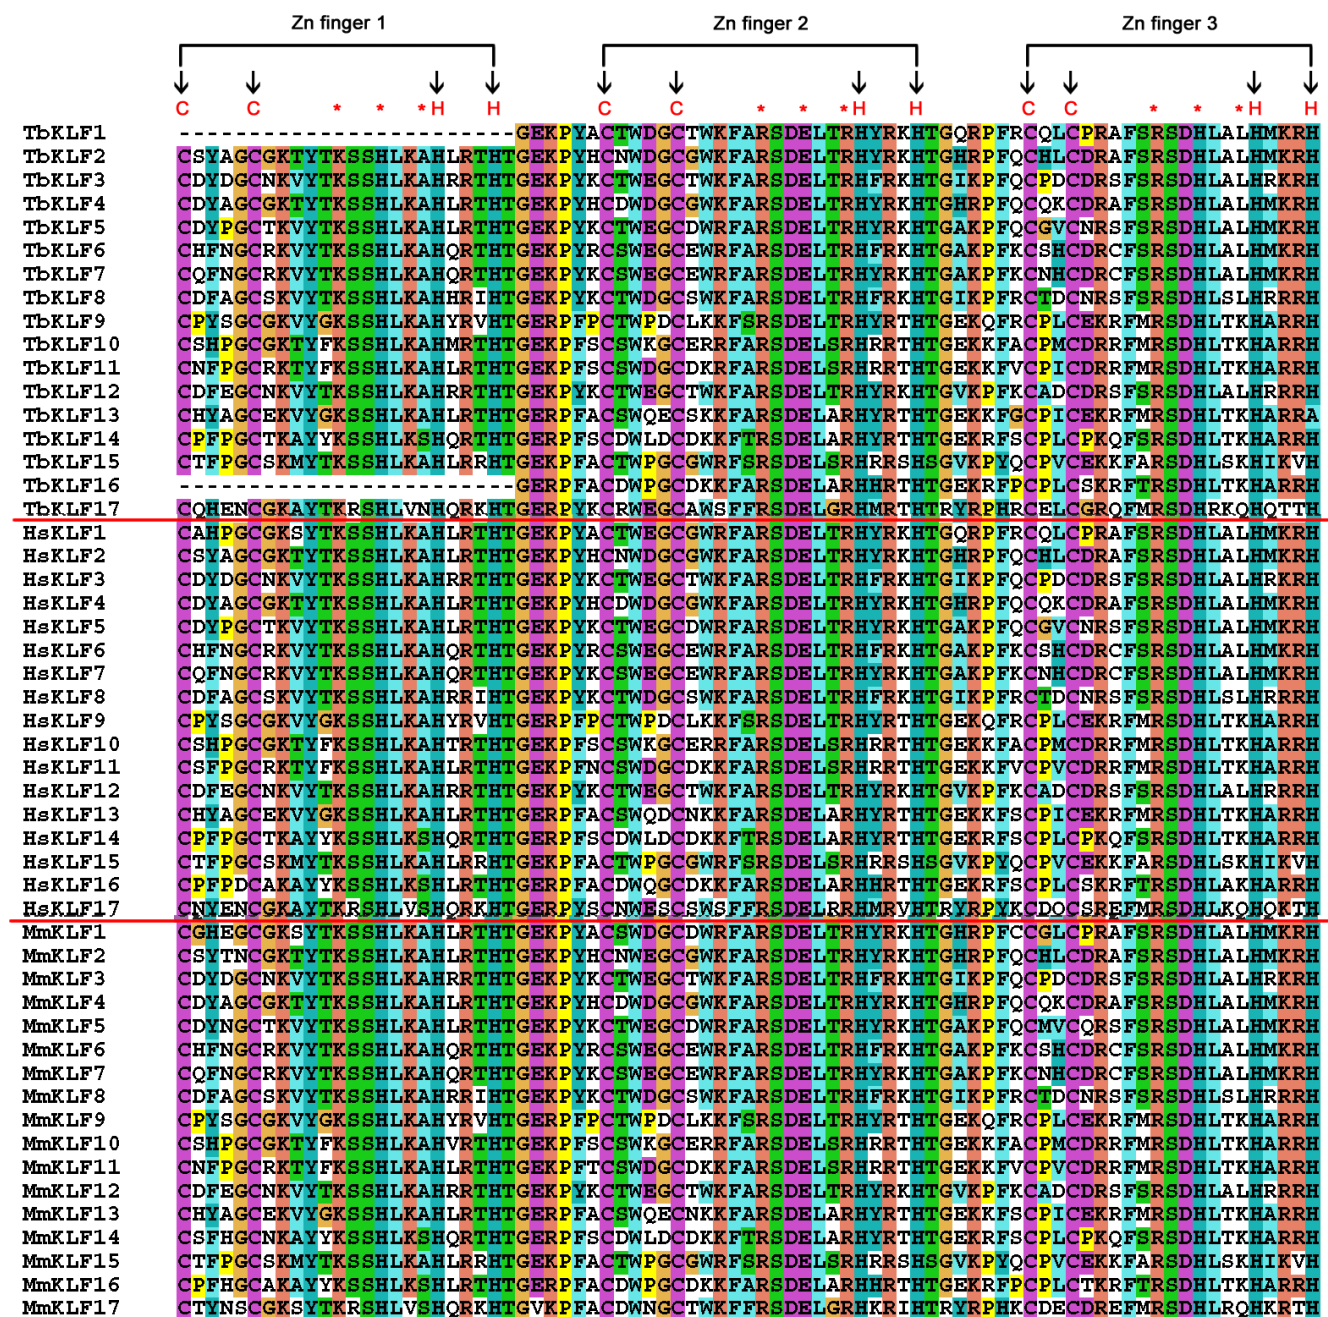 Zn finger 1 Zn finger 2 Zn finger 3
C C * * * H H C C * * * H H C C * * * H H
TbKLF1 ------------------------GEKPYACTWDGCTWKFARSDELTRHYRKHTGQRPFRCQLCPRAFSRSDHLALHMKRH
TbKLF2 CSYAGCGKTYTKSSHLKAHLRTHTGEKPYHCNWDGCGWKFARSDELTRHYRKHTGHRPFQCHLCDRAFSRSDHLALHMKRH
TbKLF3 CDYDGCNKVYTKSSHLKAHRRTHTGEKPYKCTWEGCTWKFARSDELTRHFRKHTGIKPFQCPDCDRSFSRSDHLALHRKRH
TbKLF4 CDYAGCGKTYTKSSHLKAHLRTHTGEKPYHCDWDGCGWKFARSDELTRHYRKHTGHRPFQCQKCDRAFSRSDHLALHMKRH
TbKLF5 CDYPGCTKVYTKSSHLKAHLRTHTGEKPYKCTWEGCDWRFARSDELTRHYRKHTGAKPFQCGVCNRSFSRSDHLALHMKRH
TbKLF6 CHFNGCRKVYTKSSHLKAHQRTHTGEKPYRCSWEGCEWRFARSDELTRHYRKHTGAKPFKCSHCDRCFSRSDHLALHMKRH
TbKLF7 CQFNGCRKVYTKSSHLKAHQRTHTGEKPYKCSWEGCEWRFARSDELTRHYRKHTGAKPFKCNHCDRCFSRSDHLALHMKRH
TbKLF8 CDFAGCSKVYTKSSHLKAHHRIHTGEKPYKCTWDGCSWKFARSDELTRHFRKHTGIKPFRCTDCNRSFSRSDHLSLHRRRH
TbKLF9 CPYSGCGKVYGKSSHLKAHYRVHTGERPFPCTWPDCLKKFSRSDELTRHYRTHTGEKQFRCPLCEKRFMRSDHLTKHARRH
TbKLF10 CSHPGCGKTYFKSSHLKAHMRTHTGEKPFSCSWKGCERRFARSDELSRHRRTHTGEKKFACPMCDRRFMRSDHLTKHARRH
TbKLF11 CNFPGCRKTYFKSSHLKAHLRTHTGEKPFSCSWDGCDKRFARSDELSRHRRTHTGEKKFVCPICDRRFMRSDHLTKHARRH
TbKLF12 CDFEGCNKVYTKSSHLKAHRRTHTGEKPYKCTWEGCTWKFARSDELTRHYRKHTGVKPFKCADCDRSFSRSDHLALHRRRH
TbKLF13 CHYAGCEKVYGKSSHLKAHLRTHTGERPFACSWQECSKKFARSDELARHYRTHTGEKKFGCPICEKRFMRSDHLTKHARRA
TbKLF14 CPFPGCTKAYYKSSHLKSHQRTHTGERPFSCDWLDCDKKFTRSDELARHYRTHTGEKRFSCPLCPKQFSRSDHLTKHARRH
TbKLF15 CTFPGCSKMYTKSSHLKAHLRRHTGERPFACTWPGCGWRFSRSDELSRHRRSHSGVKPYQCPVCEKKFARSDHLSKHIKVH
TbKLF16 ------------------------GERPFACDWPGCDKKFARSDELARHHRTHTGEKRFPCPLCSKRFTRSDHLTKHARRH
TbKLF17 CQHENCGKAYTKRSHLVNHQRKHTGERPYKCRWEGCAWSFFRSDELGRHMRTHTRYRPHRCELCGRQFMRSDHRKQHQTTH
HsKLF1 CAHPGCGKSYTKSSHLKAHLRTHTGEKPYACTWEGCGWRFARSDELTRHYRKHTGQRPFRCQLCPRAFSRSDHLALHMKRH
HsKLF2 CSYAGCGKTYTKSSHLKAHLRTHTGEKPYHCNWDGCGWKFARSDELTRHYRKHTGHRPFQCHLCDRAFSRSDHLALHMKRH
HsKLF3 CDYDGCNKVYTKSSHLKAHRRTHTGEKPYKCTWEGCTWKFARSDELTRHFRKHTGIKPFQCPDCDRSFSRSDHLALHRKRH
HsKLF4 CDYAGCGKTYTKSSHLKAHLRTHTGEKPYHCDWDGCGWKFARSDELTRHYRKHTGHRPFQCQKCDRAFSRSDHLALHMKRH
HsKLF5 CDYPGCTKVYTKSSHLKAHLRTHTGEKPYKCTWEGCDWRFARSDELTRHYRKHTGAKPFQCGVCNRSFSRSDHLALHMKRH
HsKLF6 CHFNGCRKVYTKSSHLKAHQRTHTGEKPYRCSWEGCEWRFARSDELTRHFRKHTGAKPFKCSHCDRCFSRSDHLALHMKRH
HsKLF7 CQFNGCRKVYTKSSHLKAHQRTHTGEKPYKCSWEGCEWRFARSDELTRHYRKHTGAKPFKCNHCDRCFSRSDHLALHMKRH
HsKLF8 CDFAGCSKVYTKSSHLKAHRRIHTGEKPYKCTWDGCSWKFARSDELTRHFRKHTGIKPFRCTDCNRSFSRSDHLSLHRRRH
HsKLF9 CPYSGCGKVYGKSSHLKAHYRVHTGERPFPCTWPDCLKKFSRSDELTRHYRTHTGEKQFRCPLCEKRFMRSDHLTKHARRH
HsKLF10 CSHPGCGKTYFKSSHLKAHTRTHTGEKPFSCSWKGCERRFARSDELSRHRRTHTGEKKFACPMCDRRFMRSDHLTKHARRH
HsKLF11 CSFPGCRKTYFKSSHLKAHLRTHTGEKPFNCSWDGCDKKFARSDELSRHRRTHTGEKKFVCPVCDRRFMRSDHLTKHARRH
HsKLF12 CDFEGCNKVYTKSSHLKAHRRTHTGEKPYKCTWEGCTWKFARSDELTRHYRKHTGVKPFKCADCDRSFSRSDHLALHRRRH
HsKLF13 CHYAGCEKVYGKSSHLKAHLRTHTGERPFACSWQDCNKKFARSDELARHYRTHTGEKKFSCPICEKRFMRSDHLTKHARRH
HsKLF14 CPFPGCTKAYYKSSHLKSHQRTHTGERPFSCDWLDCDKKFTRSDELARHYRTHTGEKRFSCPLCPKQFSRSDHLTKHARRH
HsKLF15 CTFPGCSKMYTKSSHLKAHLRRHTGEKPFACTWPGCGWRFSRSDELSRHRRSHSGVKPYQCPVCEKKFARSDHLSKHIKVH
HsKLF16 CPFPDCAKAYYKSSHLKSHLRTHTGERPFACDWQGCDKKFARSDELARHHRTHTGEKRFSCPLCSKRFTRSDHLAKHARRH
HsKLF17 CNYENCGKAYTKRSHLVSHQRKHTGERPYSCNWESCSWSFFRSDELRRHMRVHTRYRPYKCDQCSREFMRSDHLKQHQKTH
MmKLF1 CGHEGCGKSYTKSSHLKAHLRTHTGEKPYACSWDGCDWRFARSDELTRHYRKHTGHRPFCCGLCPRAFSRSDHLALHMKRH
MmKLF2 CSYTNCGKTYTKSSHLKAHLRTHTGEKPYHCNWDGCGWKFARSDELTRHYRKHTGHRPFQCHLCDRAFSRSDHLALHMKRH
MmKLF3 CDYDGCNKVYTKSSHLKAHRRTHTGEKPYKCTWEGCTWKFARSDELTRHFRKHTGIKPFQCPDCDRSFSRSDHLALHRKRH
MmKLF4 CDYAGCGKTYTKSSHLKAHLRTHTGEKPYHCDWDGCGWKFARSDELTRHYRKHTGHRPFQCQKCDRAFSRSDHLALHMKRH
MmKLF5 CDYNGCTKVYTKSSHLKAHLRTHTGEKPYKCTWEGCDWRFARSDELTRHYRKHTGAKPFQCMVCQRSFSRSDHLALHMKRH
MmKLF6 CHFNGCRKVYTKSSHLKAHQRTHTGEKPYRCSWEGCEWRFARSDELTRHFRKHTGAKPFKCSHCDRCFSRSDHLALHMKRH
MmKLF7 CQFNGCRKVYTKSSHLKAHQRTHTGEKPYKCSWEGCEWRFARSDELTRHYRKHTGAKPFKCNHCDRCFSRSDHLALHMKRH
MmKLF8 CDFAGCSKVYTKSSHLKAHRRIHTGEKPYKCTWDGCSWKFARSDELTRHFRKHTGIKPFRCTDCNRSFSRSDHLSLHRRRH
MmKLF9 CPYSGCGKVYGKSSHLKAHYRVHTGERPFPCTWPDCLKKFSRSDELTRHYRTHTGEKQFRCPLCEKRFMRSDHLTKHARRH
MmKLF10 CSHPGCGKTYFKSSHLKAHVRTHTGEKPFSCSWKGCERRFARSDELSRHRRTHTGEKKFACPMCDRRFMRSDHLTKHARRH
MmKLF11 CNFPGCRKTYFKSSHLKAHLRTHTGEKPFTCSWDGCDKKFARSDELSRHRRTHTGEKKFVCPVCDRRFMRSDHLTKHARRH
MmKLF12 CDFEGCNKVYTKSSHLKAHRRTHTGEKPYKCTWEGCTWKFARSDELTRHYRKHTGVKPFKCADCDRSFSRSDHLALHRRRH
MmKLF13 CHYAGCEKVYGKSSHLKAHLRTHTGERPFACSWQECNKKFARSDELARHYRTHTGEKKFSCPICEKRFMRSDHLTKHARRH
MmKLF14 CSFHGCNKAYYKSSHLKSHQRTHTGERPFSCDWLDCDKKFTRSDELARHYRTHTGEKRFSCPLCPKQFSRSDHLTKHARRH
MmKLF15 CTFPGCSKMYTKSSHLKAHLRRHTGEKPFACTWPGCGWRFSRSDELSRHRRSHSGVKPYQCPVCEKKFARSDHLSKHIKVH
MmKLF16 CPFHGCAKAYYKSSHLKSHLRTHTGERPFACDWPGCDKKFARSDELARHHRTHTGEKRFPCPLCTKRFTRSDHLTKHARRH
MmKLF17 CTYNSCGKSYTKRSHLVSHQRKHTGVKPFACDWNGCTWKFFRSDELGRHKRIHTRYRPHKCDECDREFMRSDHLRQHKRTH